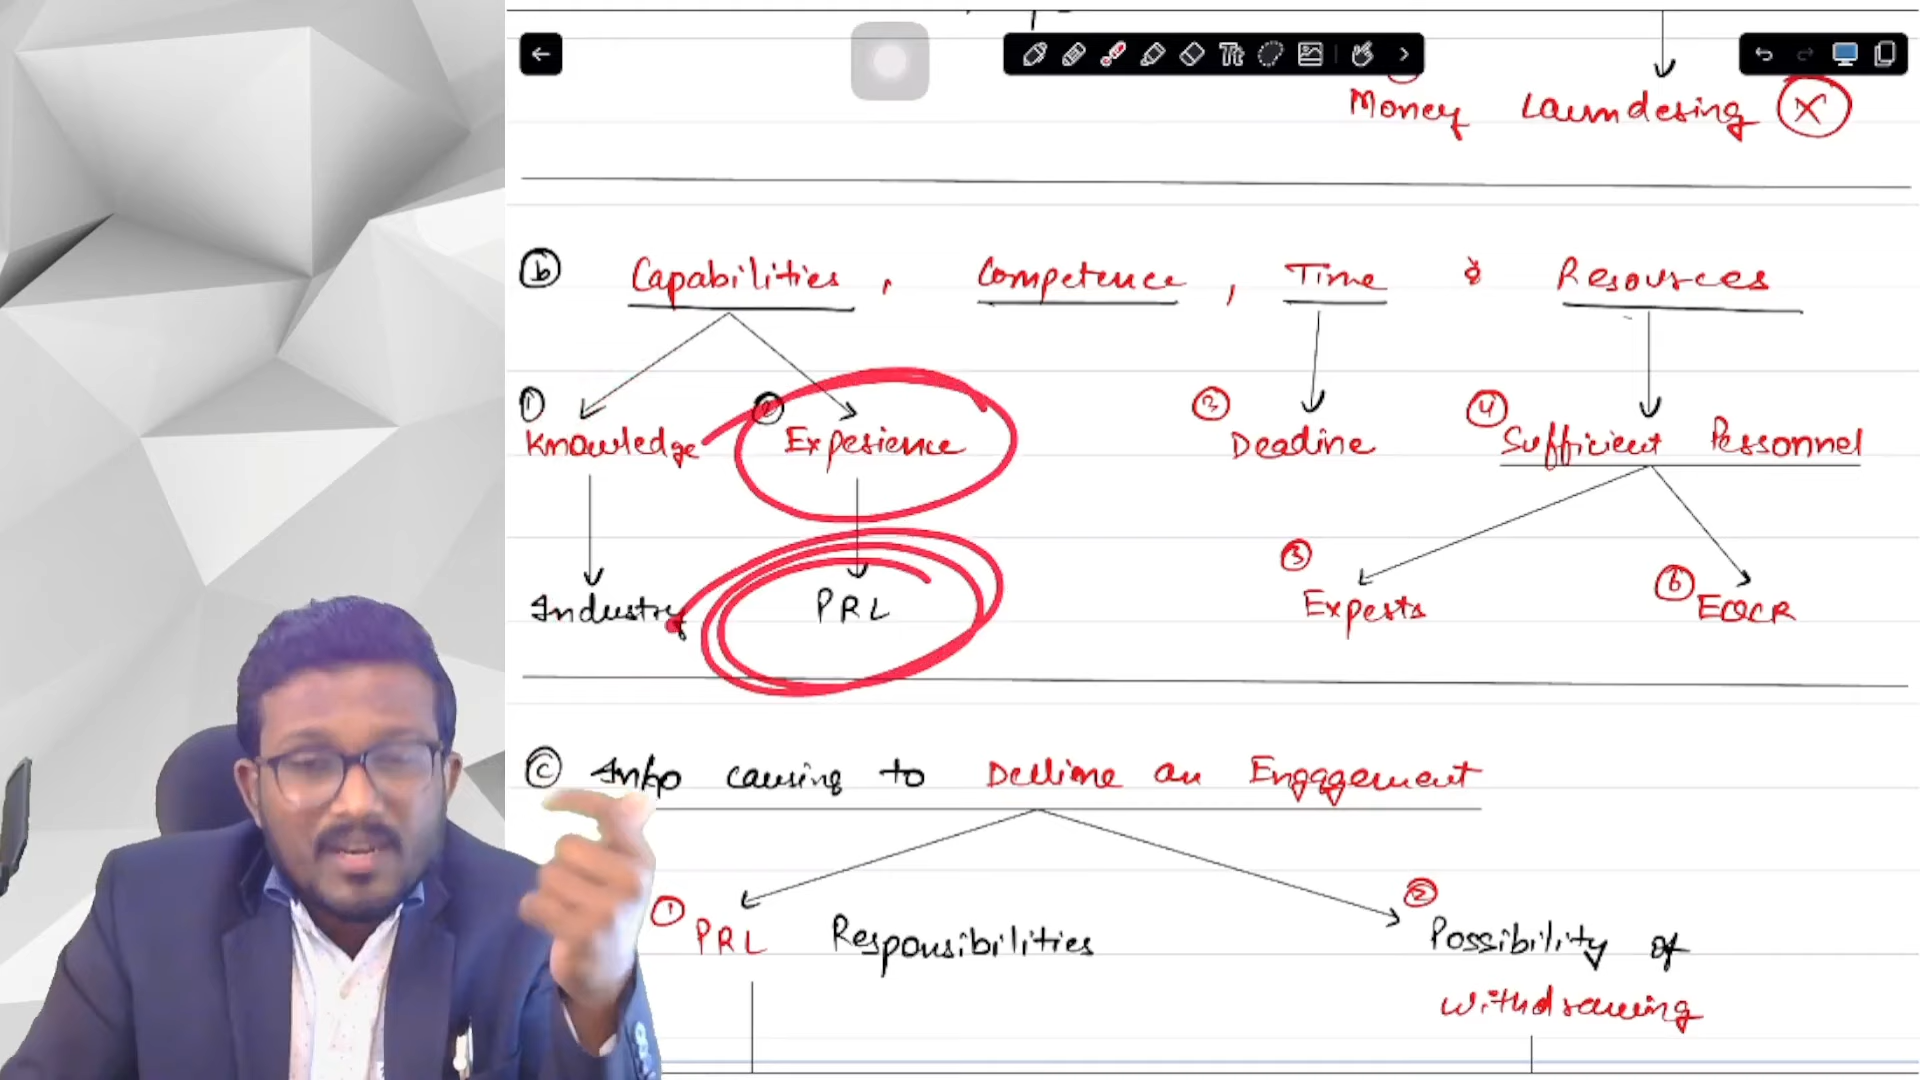 Money Laundering X
b Capabilities , Competence , Time & Resources
1 Knowledge 2 Experience 3 Deadine 4 Sufficient Personnel
Industry PRL 5 Experts 6 EQCR
c Info causing to Decline an Engagement
1 PRL Responsibilities 2 Possibility of
withdrawing